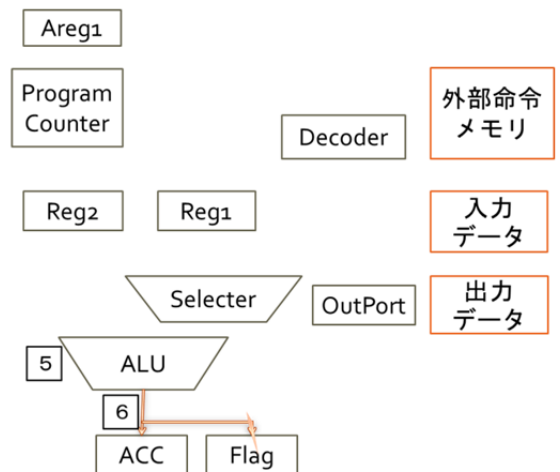 Areg1
Program
Counter
外部命令
メモリ
Decoder
Reg2
Reg1
入力
データ
Selecter
OutPort
出力
データ
5
ALU
6
ACC
Flag